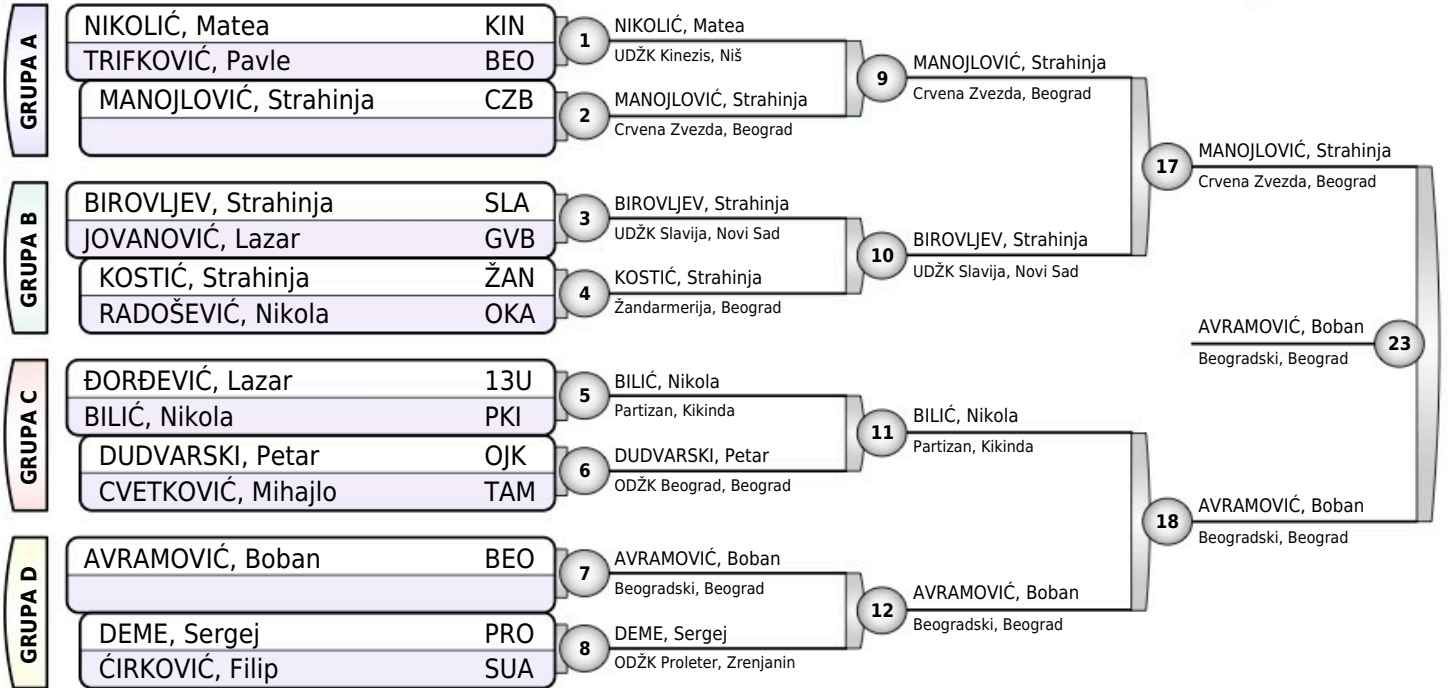 GRUPA A
NIKOLIĆ, Matea KIN
TRIFKOVIĆ, Pavle BEO
MANOJLOVIĆ, Strahinja CZB
GRUPA B
BIROVLJEV, Strahinja SLA
JOVANOVIĆ, Lazar GVB
KOSTIĆ, Strahinja ŽAN
RADOŠEVIĆ, Nikola OKA
GRUPA C
ĐORĐEVIĆ, Lazar 13U
BILIĆ, Nikola PKI
DUDVARSKI, Petar OJK
CVETKOVIĆ, Mihajlo TAM
GRUPA D
AVRAMOVIĆ, Boban BEO
DEME, Sergej PRO
ĆIRKOVIĆ, Filip SUA
1
NIKOLIĆ, Matea
UDŽK Kinezis, Niš
2
MANOJLOVIĆ, Strahinja
Crvena Zvezda, Beograd
3
BIROVLJEV, Strahinja
UDŽK Slavija, Novi Sad
4
KOSTIĆ, Strahinja
Žandarmerija, Beograd
5
BILIĆ, Nikola
Partizan, Kikinda
6
DUDVARSKI, Petar
ODŽK Beograd, Beograd
7
AVRAMOVIĆ, Boban
Beogradski, Beograd
8
DEME, Sergej
ODŽK Proleter, Zrenjanin
9
MANOJLOVIĆ, Strahinja
Crvena Zvezda, Beograd
10
BIROVLJEV, Strahinja
UDŽK Slavija, Novi Sad
11
BILIĆ, Nikola
Partizan, Kikinda
12
AVRAMOVIĆ, Boban
Beogradski, Beograd
17
MANOJLOVIĆ, Strahinja
Crvena Zvezda, Beograd
18
AVRAMOVIĆ, Boban
Beogradski, Beograd
AVRAMOVIĆ, Boban
Beogradski, Beograd
23